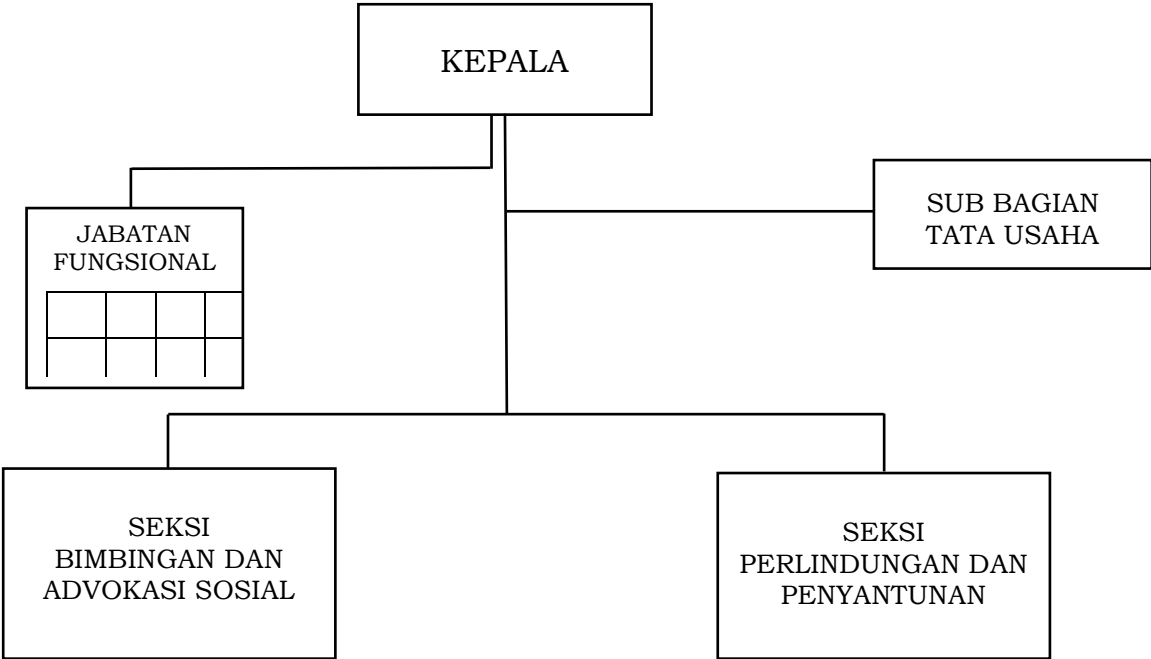 KEPALA
JABATAN
FUNGSIONAL
SUB BAGIAN
TATA USAHA
SEKSI
BIMBINGAN DAN
ADVOKASI SOSIAL
SEKSI
PERLINDUNGAN DAN
PENYANTUNAN